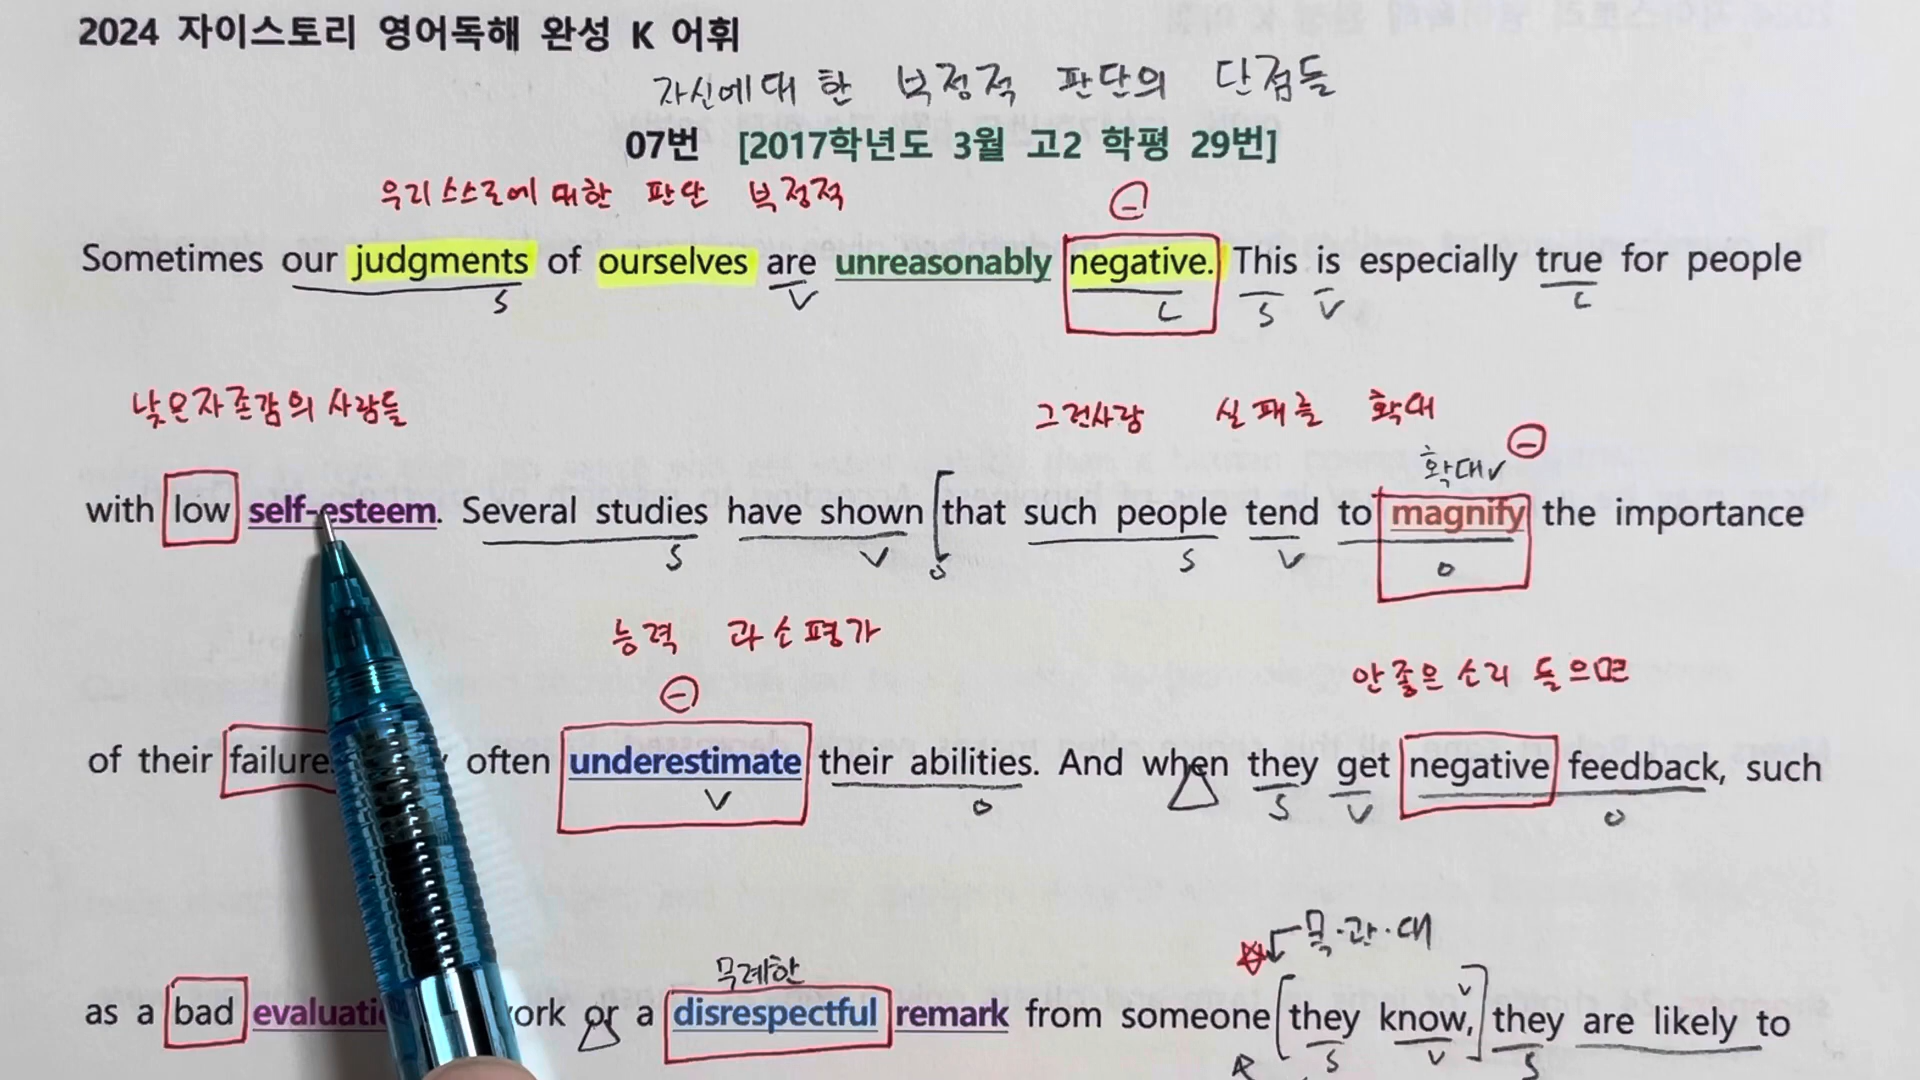 2024 자이스토리 영어독해 완성 K 어휘
자신에대한 부정적 판단의 단점들
07번 [2017학년도 3월 고2 학평 29번]
우리 스스로에 대한 판단 부정적 ⊖
Sometimes our judgments of ourselves are unreasonably negative. This is especially true for people
S V C S V C
낮은자존감의 사람들 그런사람 실패를 확대
확대 ⊖
with low self-esteem. Several studies have shown [that such people tend to magnify the importance
S V O S V O
능력 과소평가
⊖ 안좋은 소리 들으면
of their failure often underestimate their abilities. And when they get negative feedback, such
V O S V O
목·관·대
무례한
as a bad evaluati work or a disrespectful remark from someone [they know,] they are likely to
S V S